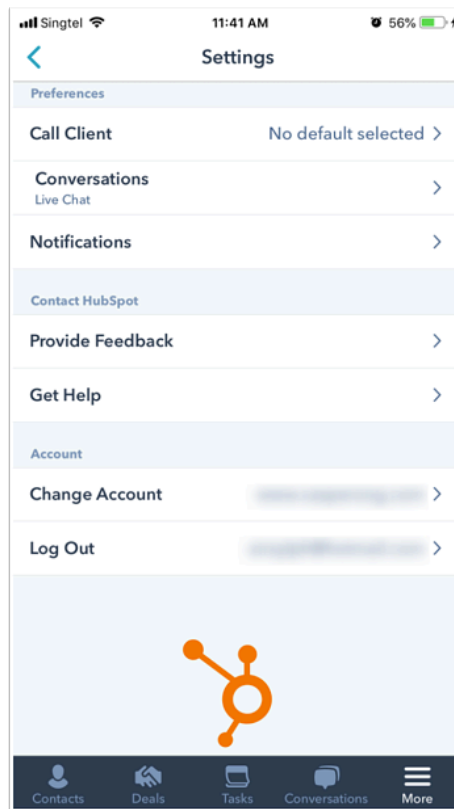 Singtel 11:41 AM 56%
Settings
Preferences
Call Client No default selected
Conversations
Live Chat
Notifications
Contact HubSpot
Provide Feedback
Get Help
Account
Change Account
Log Out
Contacts Deals Tasks Conversations More